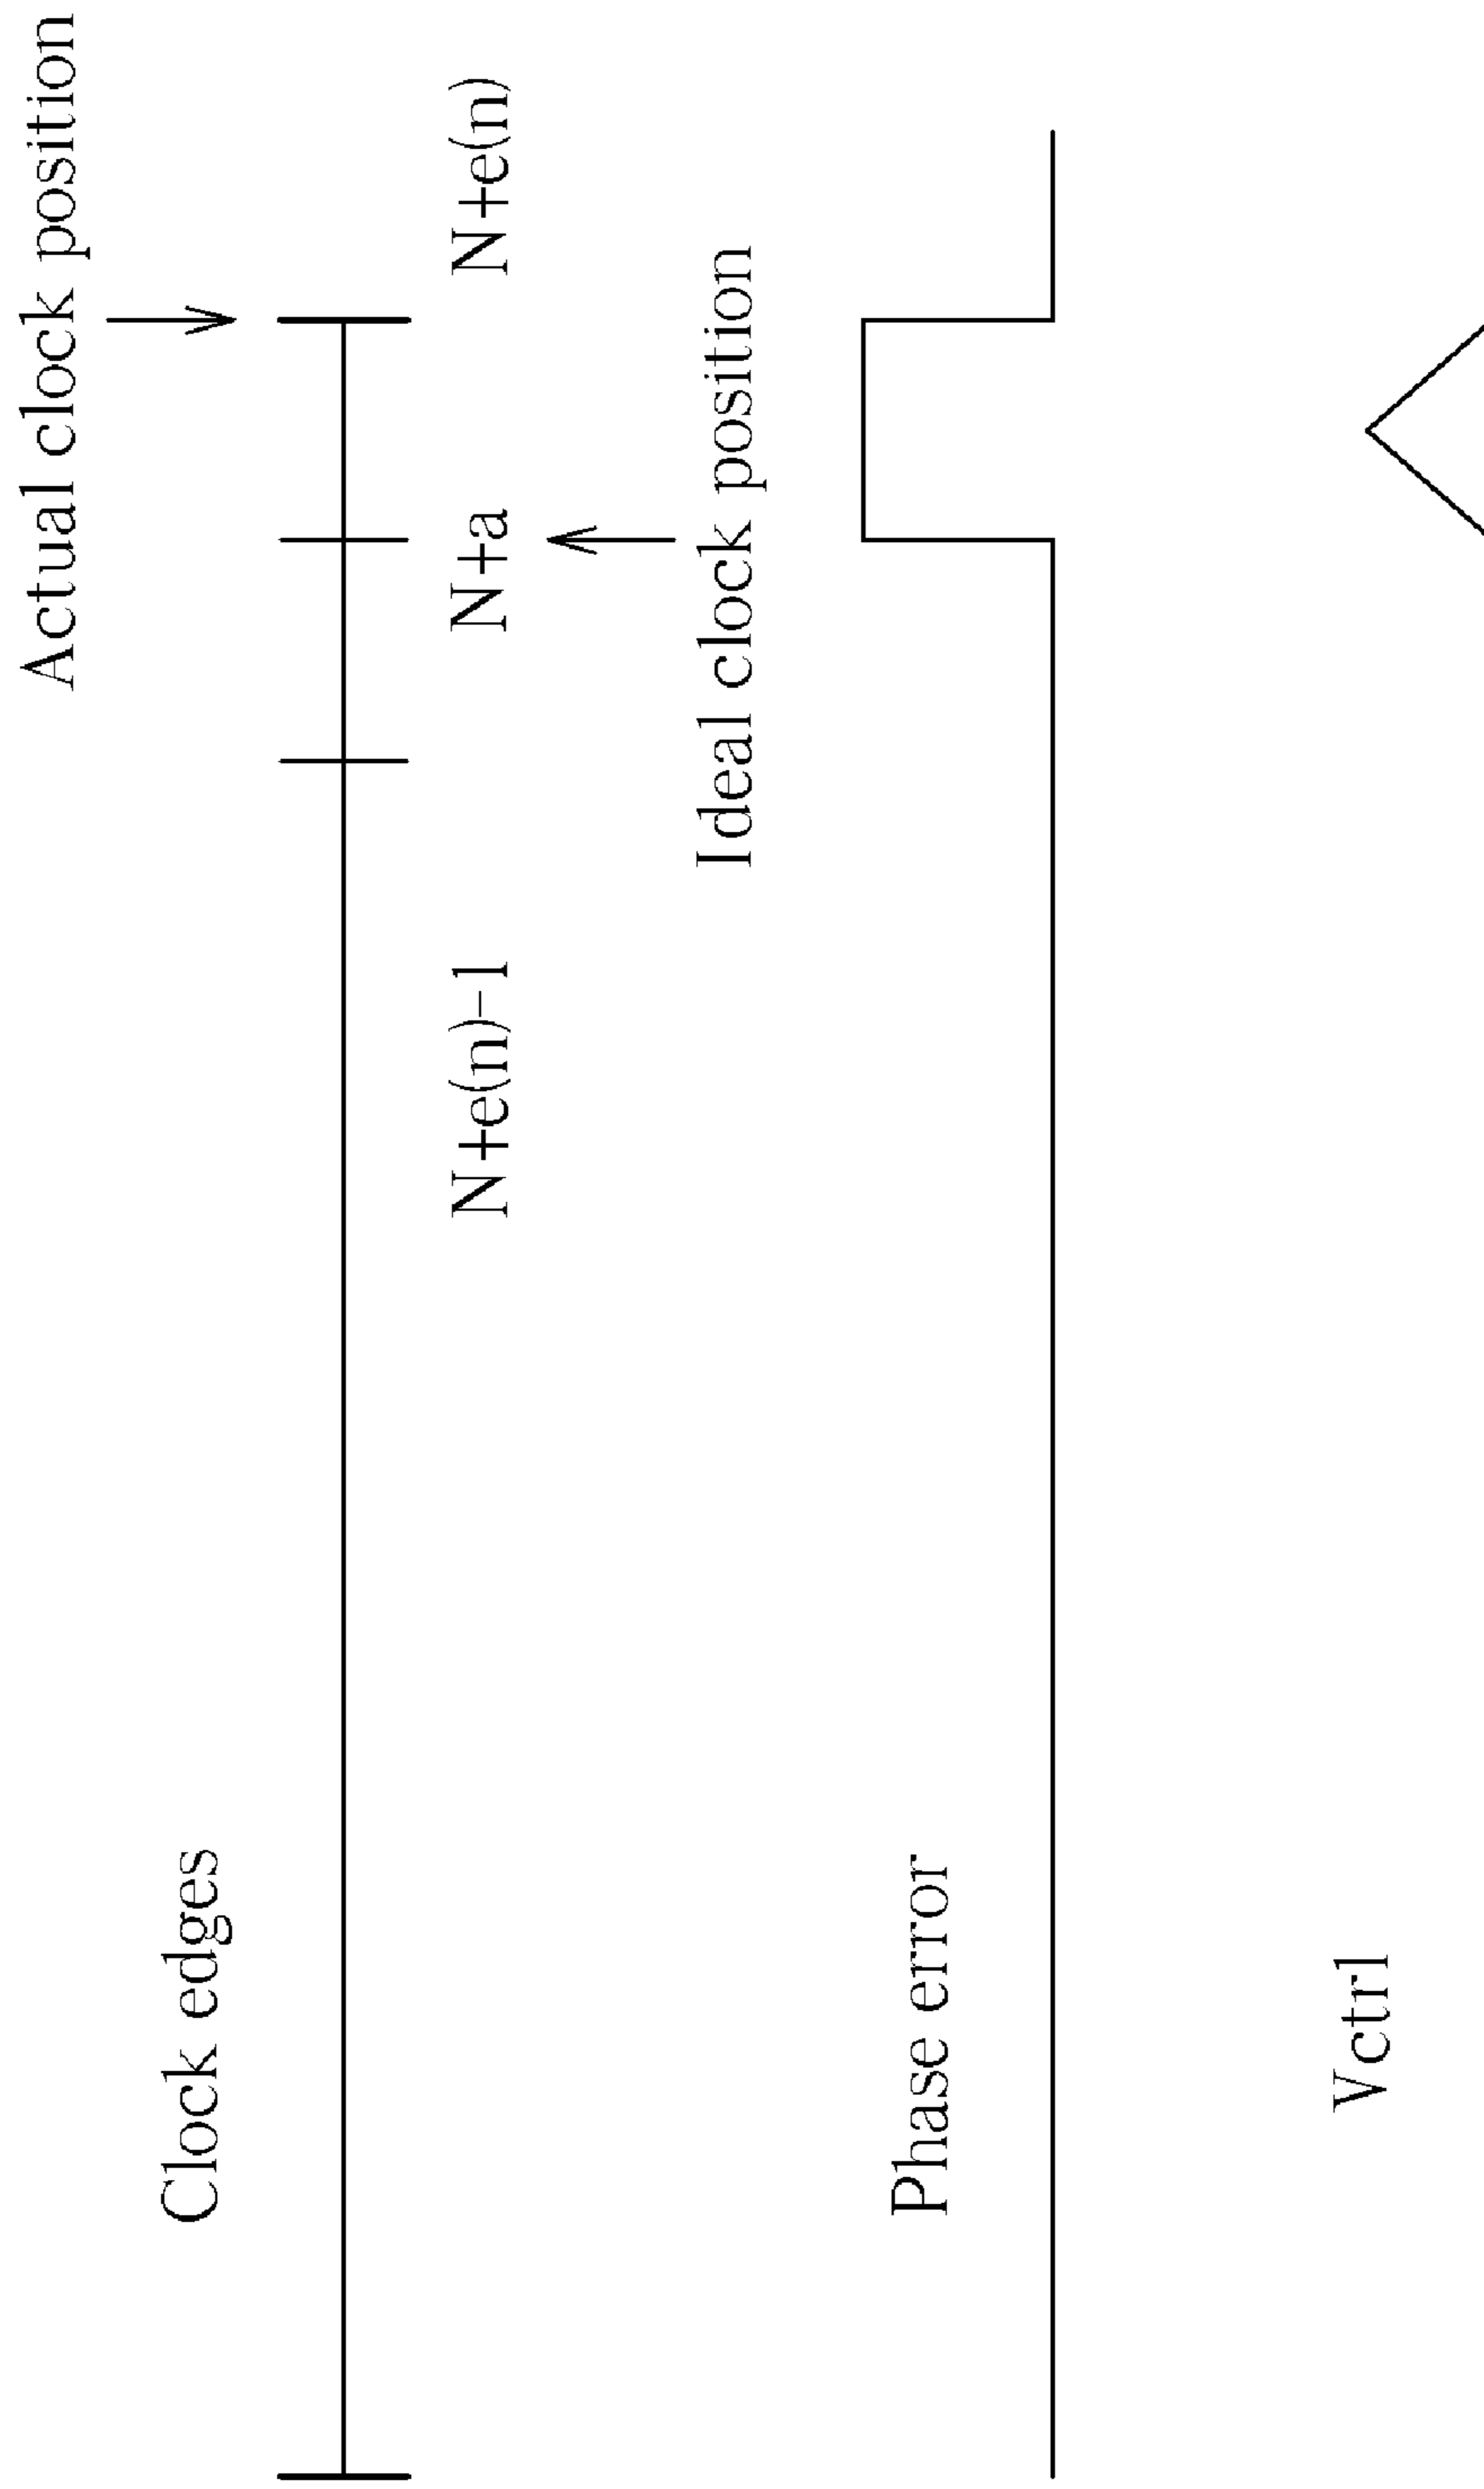 Actual clock position
Clock edges
N+e(n)-1
N+a
N+e(n)
Ideal clock position
Phase error
Vctrl